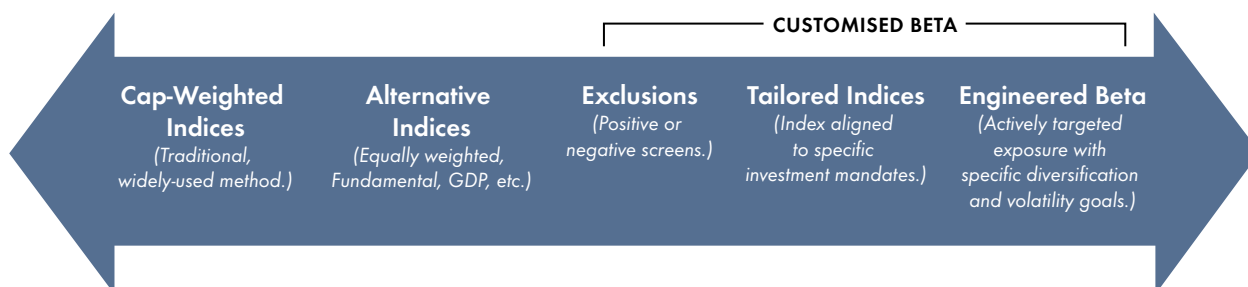 CUSTOMISED BETA
Cap-Weighted
Indices
(Traditional,
widely-used method.)
Alternative
Indices
(Equally weighted,
Fundamental, GDP, etc.)
Exclusions
(Positive or
negative screens.)
Tailored Indices
(Index aligned
to specific
investment mandates.)
Engineered Beta
(Actively targeted
exposure with
specific diversification
and volatility goals.)